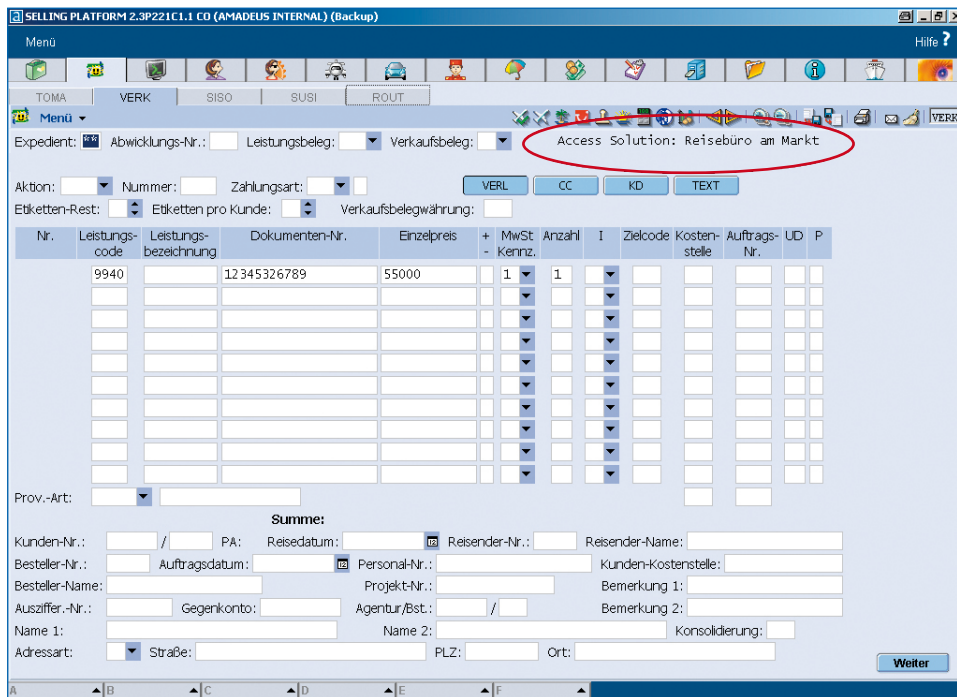 a SELLING PLATFORM 2.3P221C1.1 CO (AMADEUS INTERNAL) (Backup)
Menü Hilfe ?
TOMA VERK SISO SUSI ROUT
Menü VERK
Expedient: ** Abwicklungs-Nr.: Leistungsbeleg: Verkaufsbeleg: Access Solution: Reisebüro am Markt
Aktion: Nummer: Zahlungsart: VERL CC KD TEXT
Etiketten-Rest: Etiketten pro Kunde: Verkaufsbelegwährung:
Nr. Leistungs- Leistungs- Dokumenten-Nr. Einzelpreis + MwSt Anzahl I Zielcode Kosten- Auftrags- UD P
code bezeichnung - Kennz. stelle Nr.
9940 12345326789 55000 1 1
Prov.-Art:
Summe:
Kunden-Nr.: / PA: Reisedatum: 12 Reisender-Nr.: Reisender-Name:
Besteller-Nr.: Auftragsdatum: 12 Personal-Nr.: Kunden-Kostenstelle:
Besteller-Name: Projekt-Nr.: Bemerkung 1:
Ausziffer.-Nr.: Gegenkonto: Agentur/Bst.: / Bemerkung 2:
Name 1: Name 2: Konsolidierung:
Adressart: Straße: PLZ: Ort:
Weiter
A B C D E F